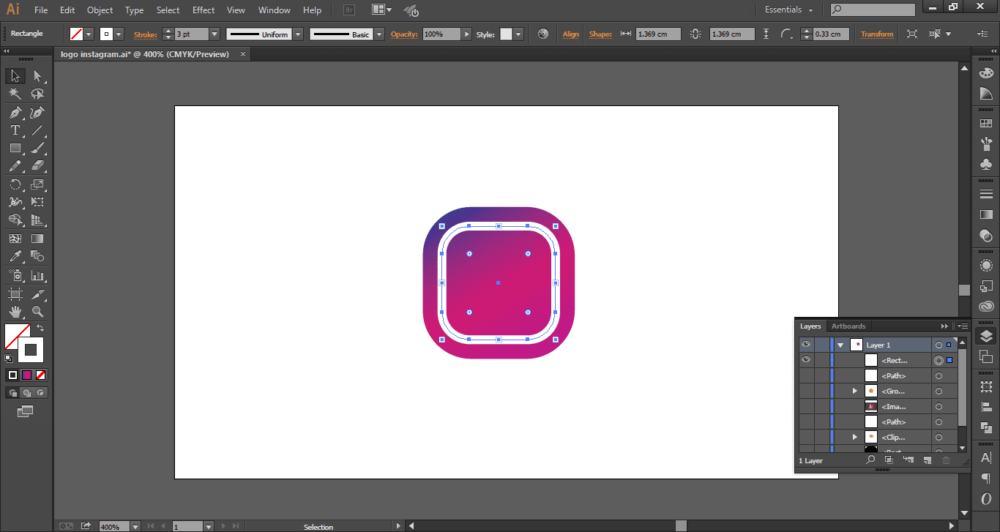 Ai File Edit Object Type Select Effect View Window Help Br Essentials
Rectangle Stroke: 3 pt Uniform Basic Opacity: 100% Style: Align Shape: 1.369 cm 1.369 cm 0.33 cm Transform
logo instagram.ai* @ 400% (CMYK/Preview) ×
Layers Artboards
Layer 1
<Rect...
<Path>
<Gro...
<Ima...
<Path>
<Clip...
1 Layer
400% 1 Selection